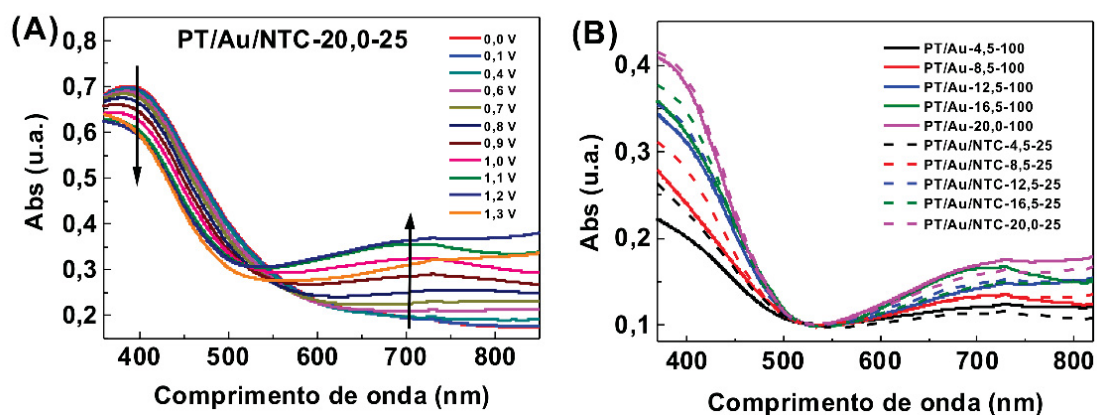 (A)
PT/Au/NTC-20,0-25
0,8
0,7
0,6
0,5
0,4
0,3
0,2
Abs (u.a.)
0,0 V
0,1 V
0,4 V
0,6 V
0,7 V
0,8 V
0,9 V
1,0 V
1,1 V
1,2 V
1,3 V
400 500 600 700 800
Comprimento de onda (nm)
(B)
0,4
0,3
0,2
0,1
Abs (u.a.)
PT/Au-4,5-100
PT/Au-8,5-100
PT/Au-12,5-100
PT/Au-16,5-100
PT/Au-20,0-100
PT/Au/NTC-4,5-25
PT/Au/NTC-8,5-25
PT/Au/NTC-12,5-25
PT/Au/NTC-16,5-25
PT/Au/NTC-20,0-25
400 500 600 700 800
Comprimento de onda (nm)